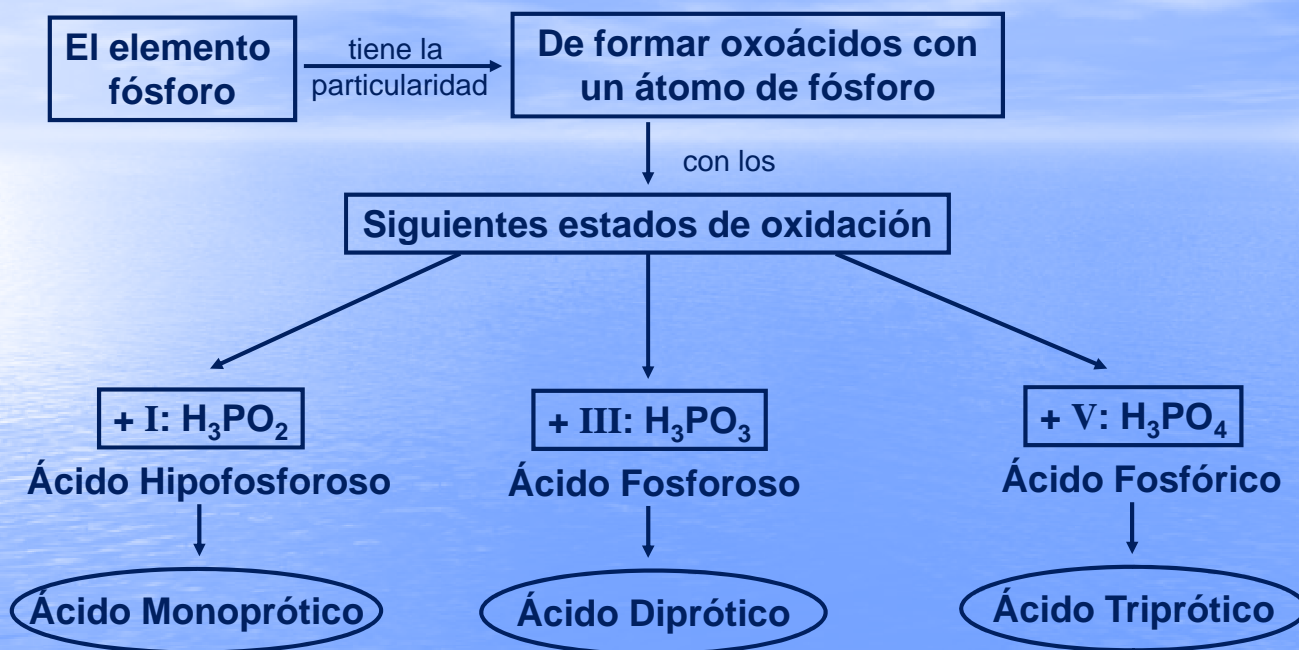 El elemento
fósforo
tiene la
particularidad
De formar oxoácidos con
un átomo de fósforo
con los
Siguientes estados de oxidación
+ I: H₃PO₂
+ III: H₃PO₃
+ V: H₃PO₄
Ácido Hipofosforoso
Ácido Fosforoso
Ácido Fosfórico
Ácido Monoprótico
Ácido Diprótico
Ácido Triprótico